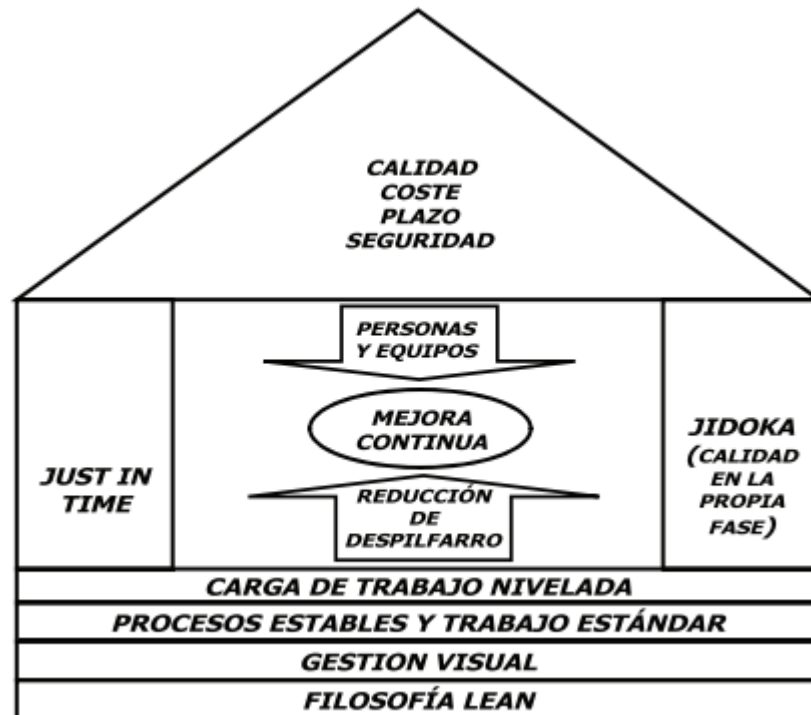 CALIDAD
COSTE
PLAZO
SEGURIDAD
PERSONAS
Y EQUIPOS
MEJORA
CONTINUA
REDUCCIÓN
DE
DESPILFARRO
JUST IN
TIME
JIDOKA
(CALIDAD
EN LA
PROPIA
FASE)
CARGA DE TRABAJO NIVELADA
PROCESOS ESTABLES Y TRABAJO ESTÁNDAR
GESTION VISUAL
FILOSOFÍA LEAN